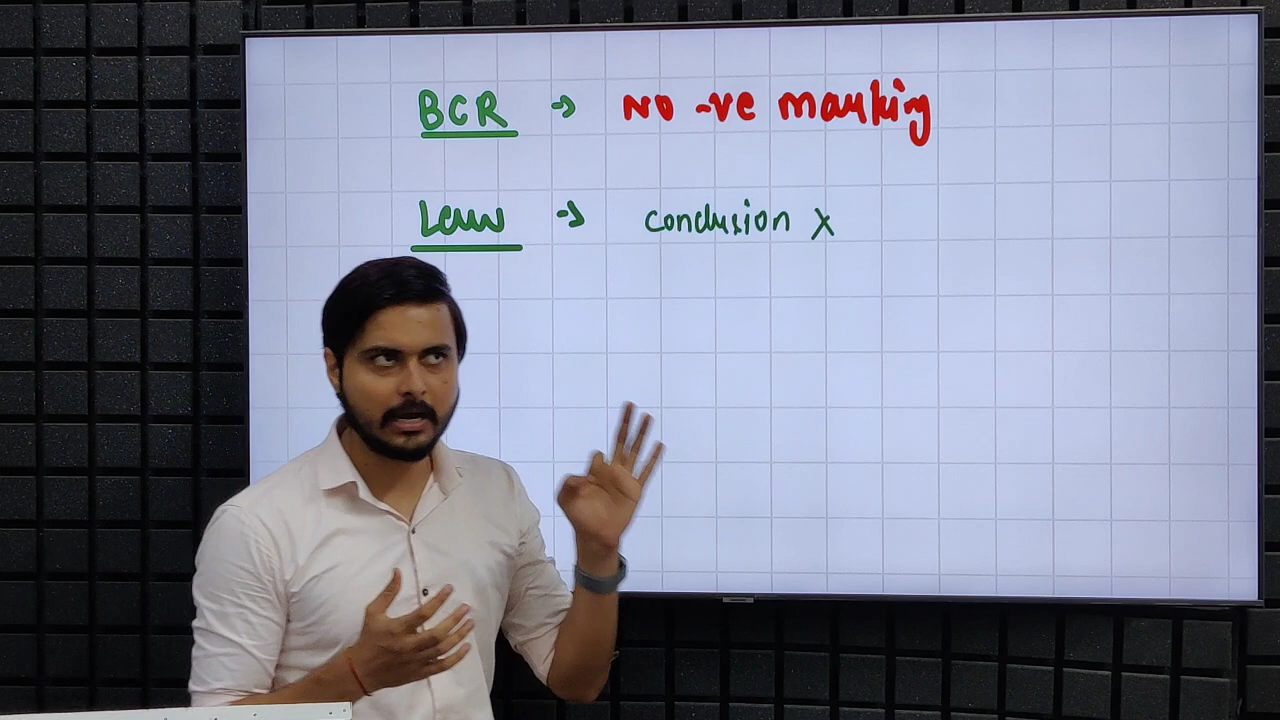 BCR → NO -ve marking
Law → conclusion X